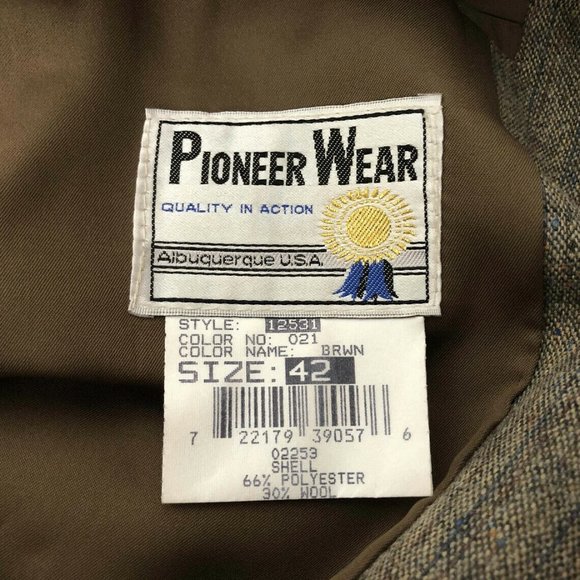 PIONEER WEAR
QUALITY IN ACTION
Albuquerque U.S.A.
STYLE: 12531
COLOR NO: 021
COLOR NAME: BRWN
SIZE: 42
7 22179 39057 6
02253
SHELL
66% POLYESTER
30% WOOL